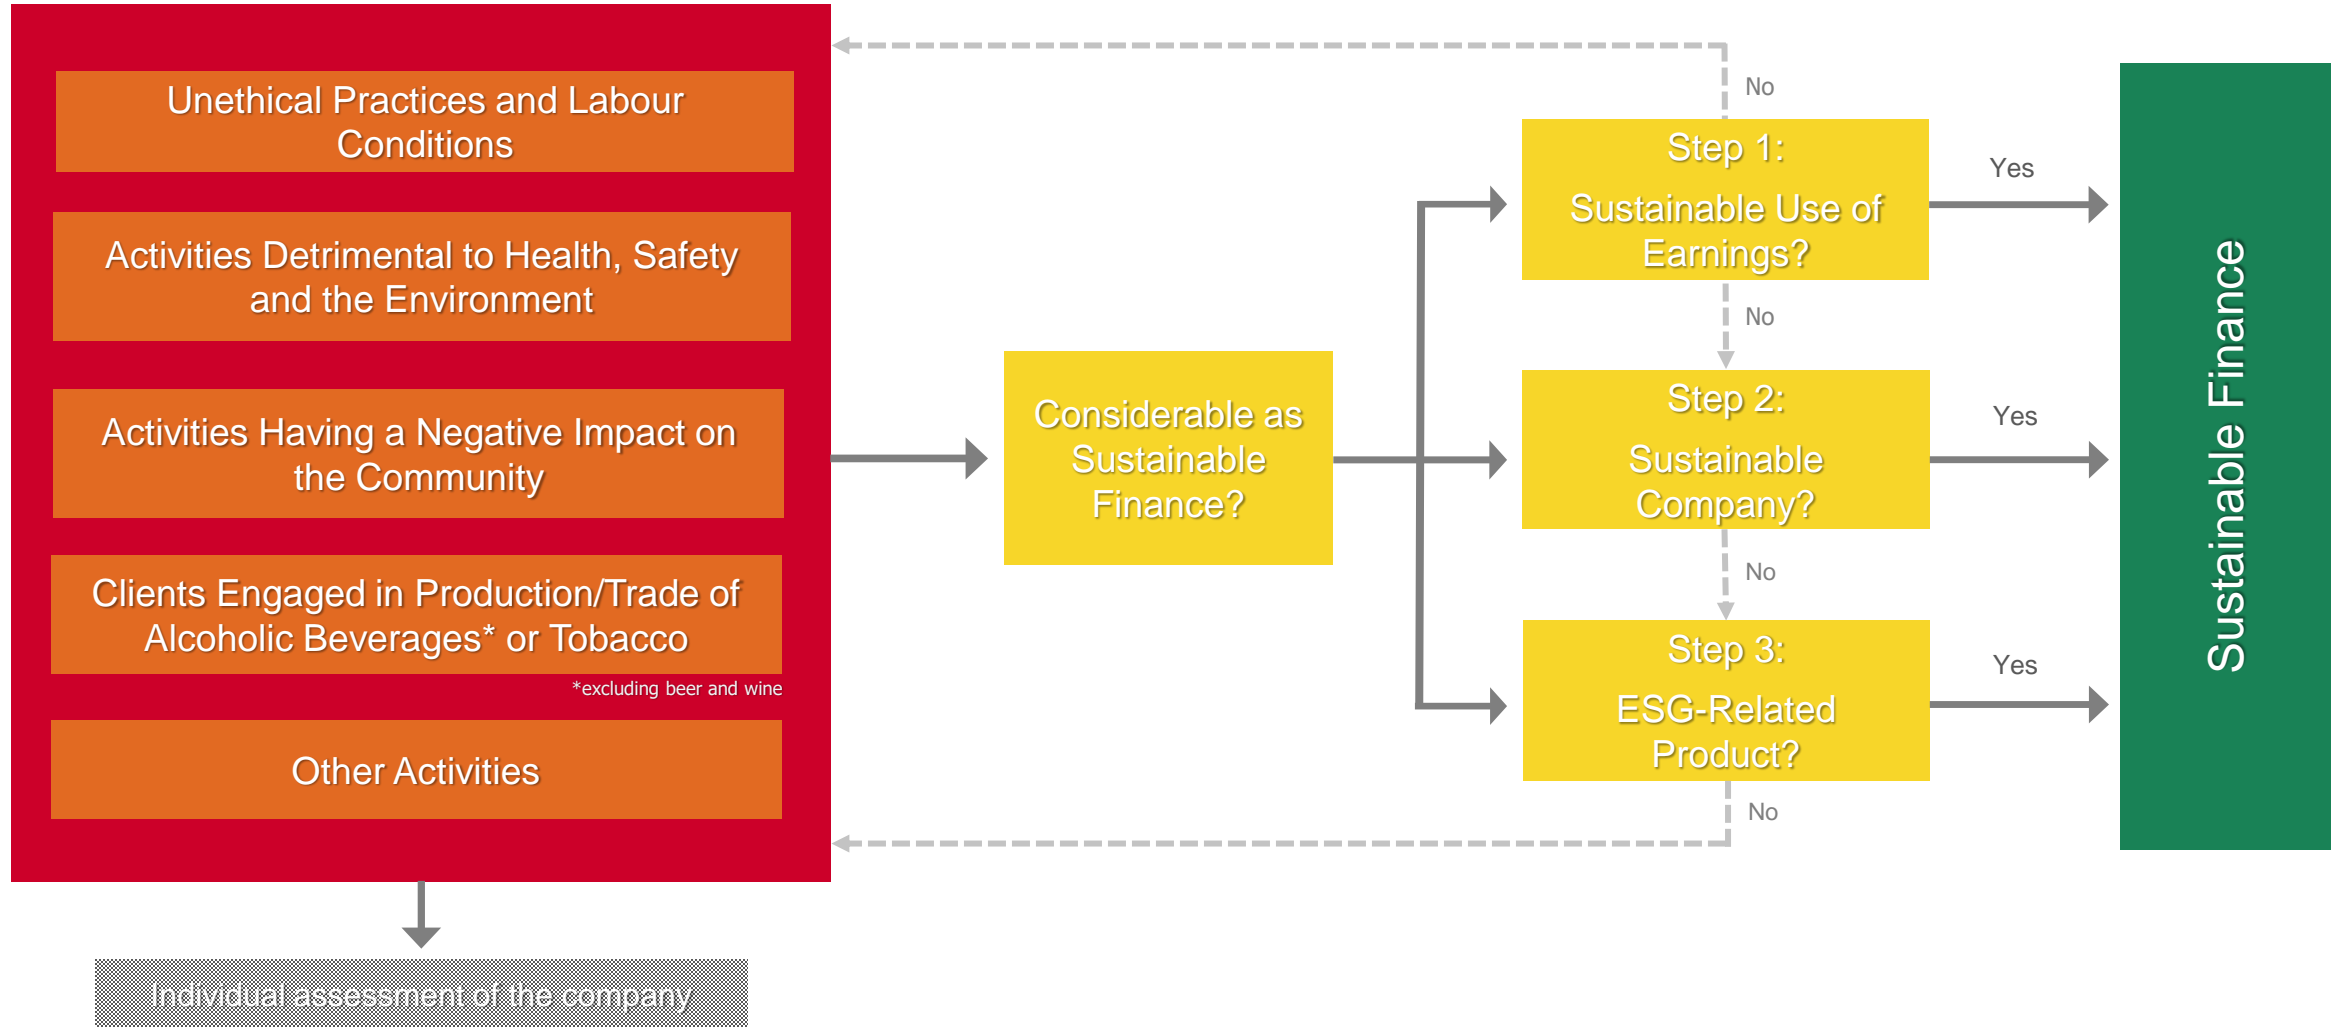 Unethical Practices and Labour
Conditions
Activities Detrimental to Health, Safety
and the Environment
Activities Having a Negative Impact on
the Community
Clients Engaged in Production/Trade of
Alcoholic Beverages* or Tobacco
*excluding beer and wine
Other Activities
Individual assessment of the company
Considerable as
Sustainable
Finance?
No
Step 1:
Sustainable Use of
Earnings?
Yes
No
Step 2:
Sustainable
Company?
Yes
No
Step 3:
ESG-Related
Product?
Yes
No
Sustainable Finance